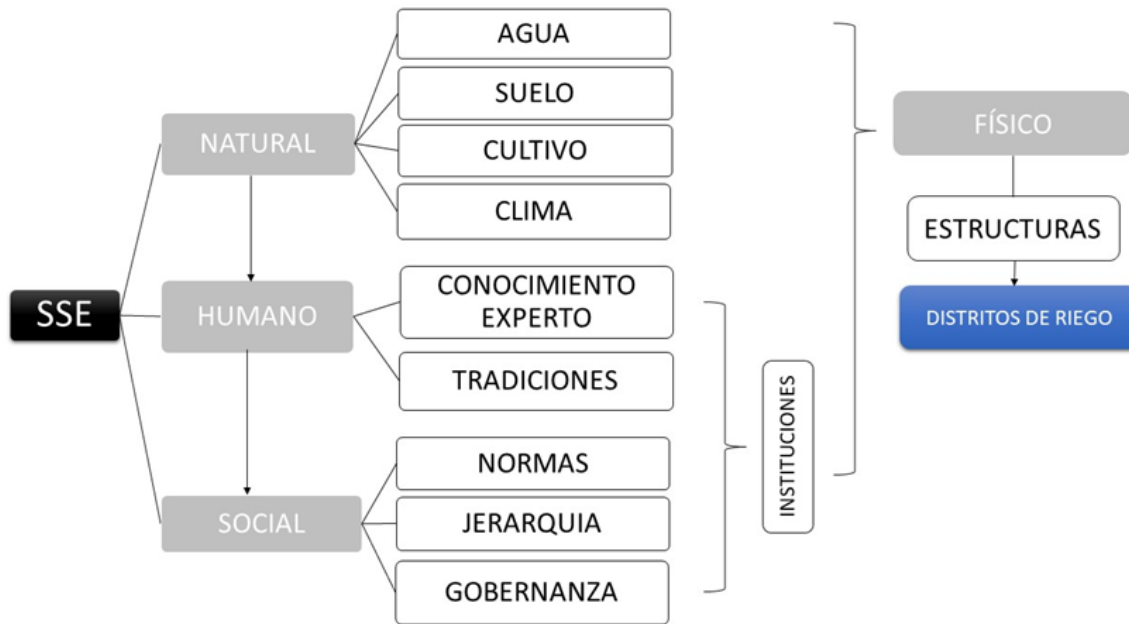 SSE
NATURAL
AGUA
SUELO
CULTIVO
CLIMA
HUMANO
CONOCIMIENTO
EXPERTO
TRADICIONES
SOCIAL
NORMAS
JERARQUIA
GOBERNANZA
INSTITUCIONES
FÍSICO
ESTRUCTURAS
DISTRITOS DE RIEGO